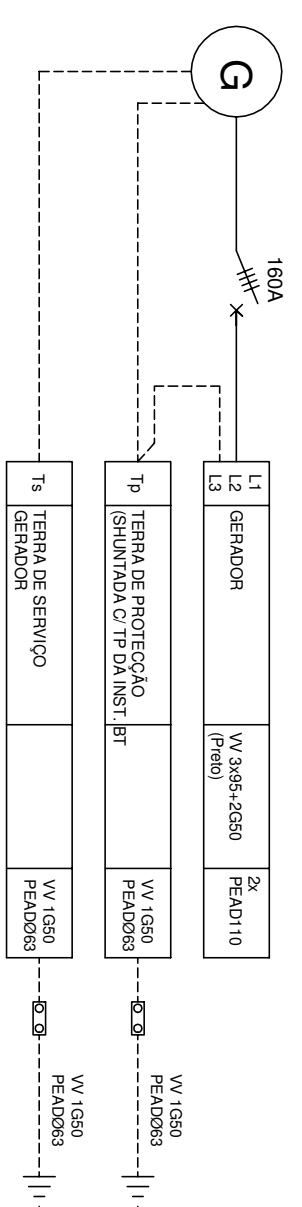 G
160A
L1
L2
L3
GERADOR
VV 3x95+2G50
(Preto)
2x
PEAD110
Tp
TERRA DE PROTECÇÃO
(SHUNTADA C/ TP DA INST. BT
VV 1G50
PEADØ63
VV 1G50
PEADØ63
Ts
TERRA DE SERVIÇO
GERADOR
VV 1G50
PEADØ63
VV 1G50
PEADØ63